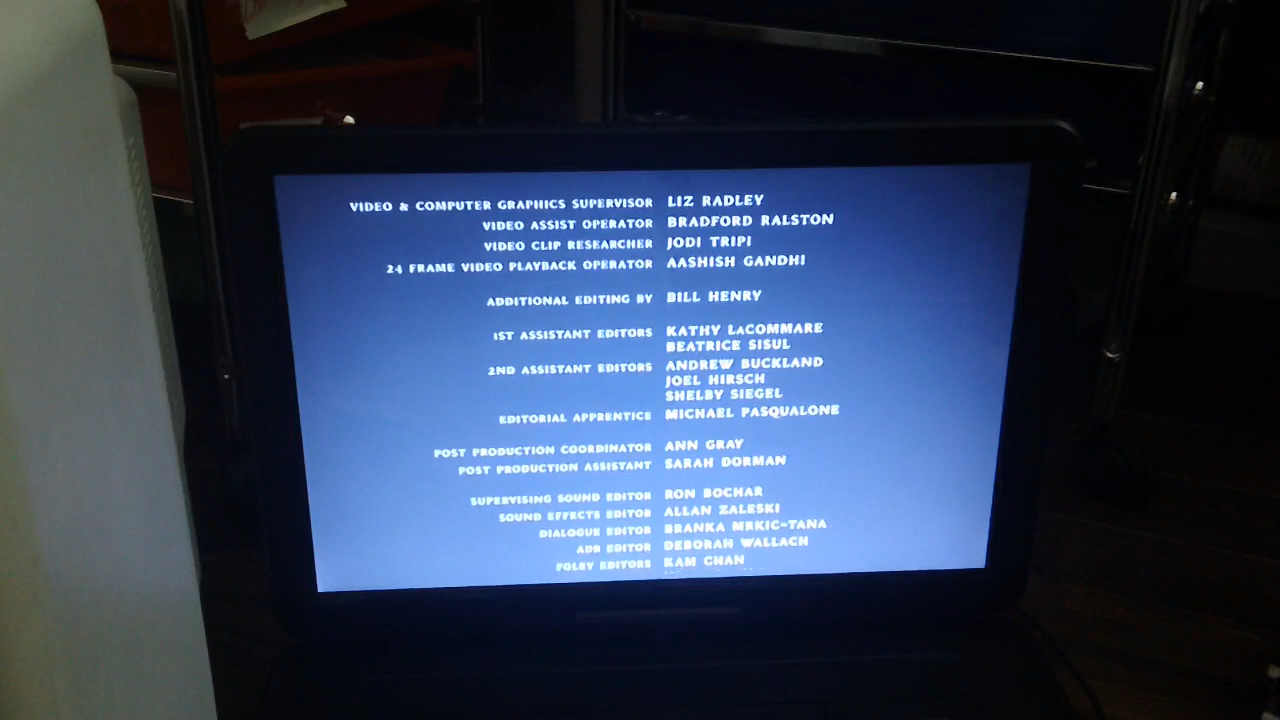 VIDEO & COMPUTER GRAPHICS SUPERVISOR LIZ RADLEY
VIDEO ASSIST OPERATOR BRADFORD RALSTON
VIDEO CLIP RESEARCHER JODI TRIPI
24 FRAME VIDEO PLAYBACK OPERATOR AASHISH GANDHI
ADDITIONAL EDITING BY BILL HENRY
1ST ASSISTANT EDITORS KATHY LaCOMMARE
BEATRICE SISUL
2ND ASSISTANT EDITORS ANDREW BUCKLAND
JOEL HIRSCH
SHELBY SIEGEL
EDITORIAL APPRENTICE MICHAEL PASQUALONE
POST PRODUCTION COORDINATOR ANN GRAY
POST PRODUCTION ASSISTANT SARAH DORMAN
SUPERVISING SOUND EDITOR RON BOCHAR
SOUND EFFECTS EDITOR ALLAN ZALESKI
DIALOGUE EDITOR BRANKA MRKIC-TANA
ADR EDITOR DEBORAH WALLACH
FOLEY EDITORS KAM CHAN